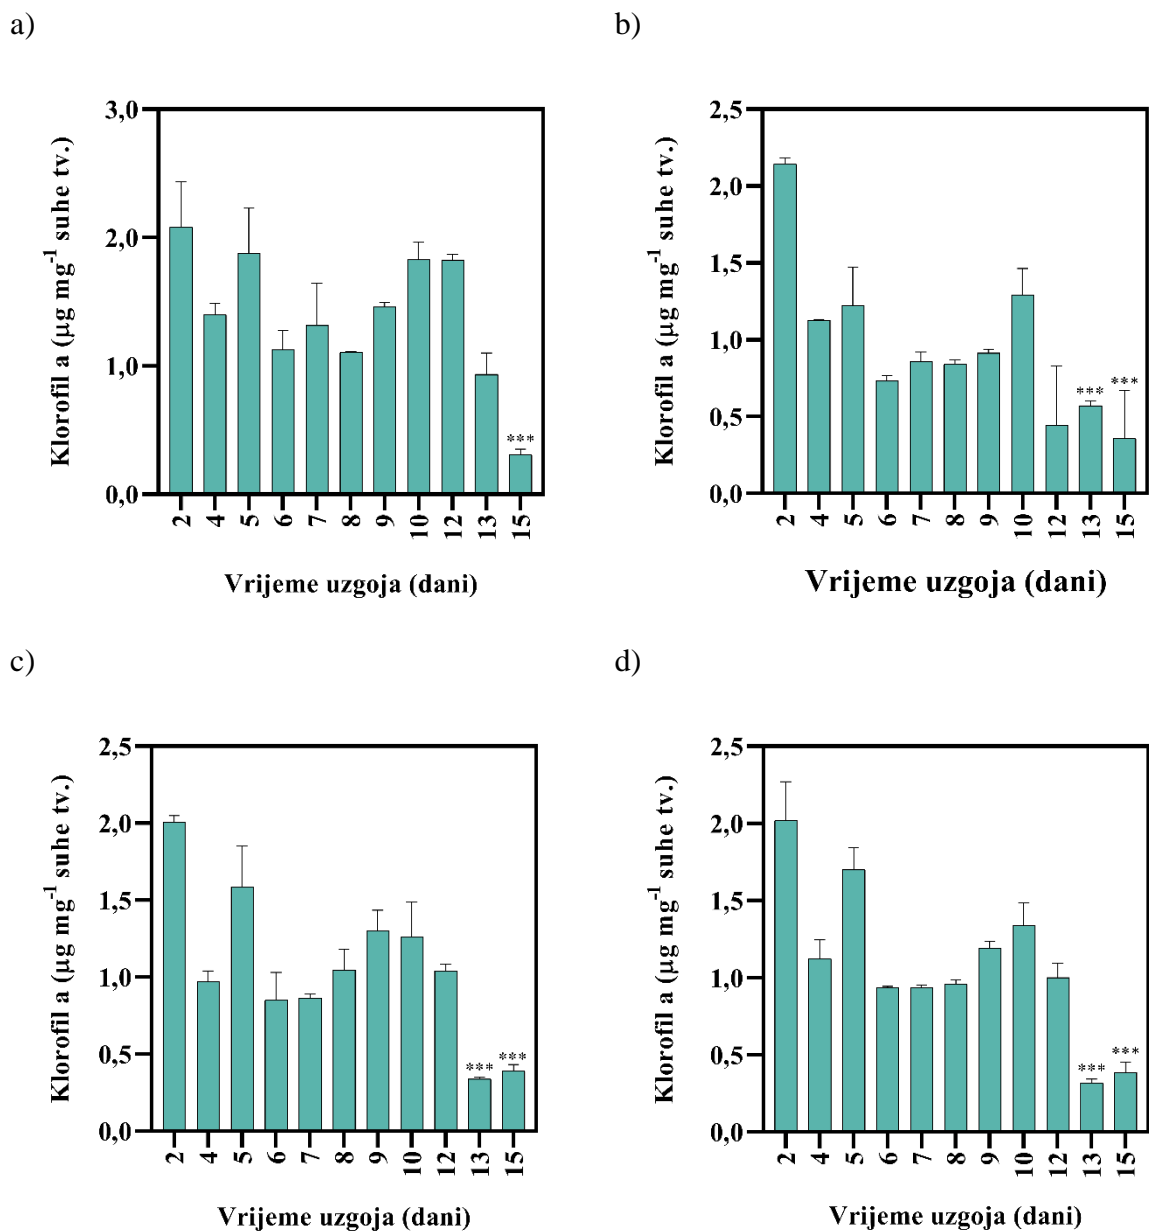 a)
3,0
2,0
1,0
0,0
Klorofil a (μg mg⁻¹ suhe tv.)
***
2 4 5 6 7 8 9 10 12 13 15
Vrijeme uzgoja (dani)
b)
2,5
2,0
1,5
1,0
0,5
0,0
Klorofil a (μg mg⁻¹ suhe tv.)
*** ***
2 4 5 6 7 8 9 10 12 13 15
Vrijeme uzgoja (dani)
c)
2,5
2,0
1,5
1,0
0,5
0,0
Klorofil a (μg mg⁻¹ suhe tv.)
*** ***
2 4 5 6 7 8 9 10 12 13 15
Vrijeme uzgoja (dani)
d)
2,5
2,0
1,5
1,0
0,5
0,0
Klorofil a (μg mg⁻¹ suhe tv.)
*** ***
2 4 5 6 7 8 9 10 12 13 15
Vrijeme uzgoja (dani)